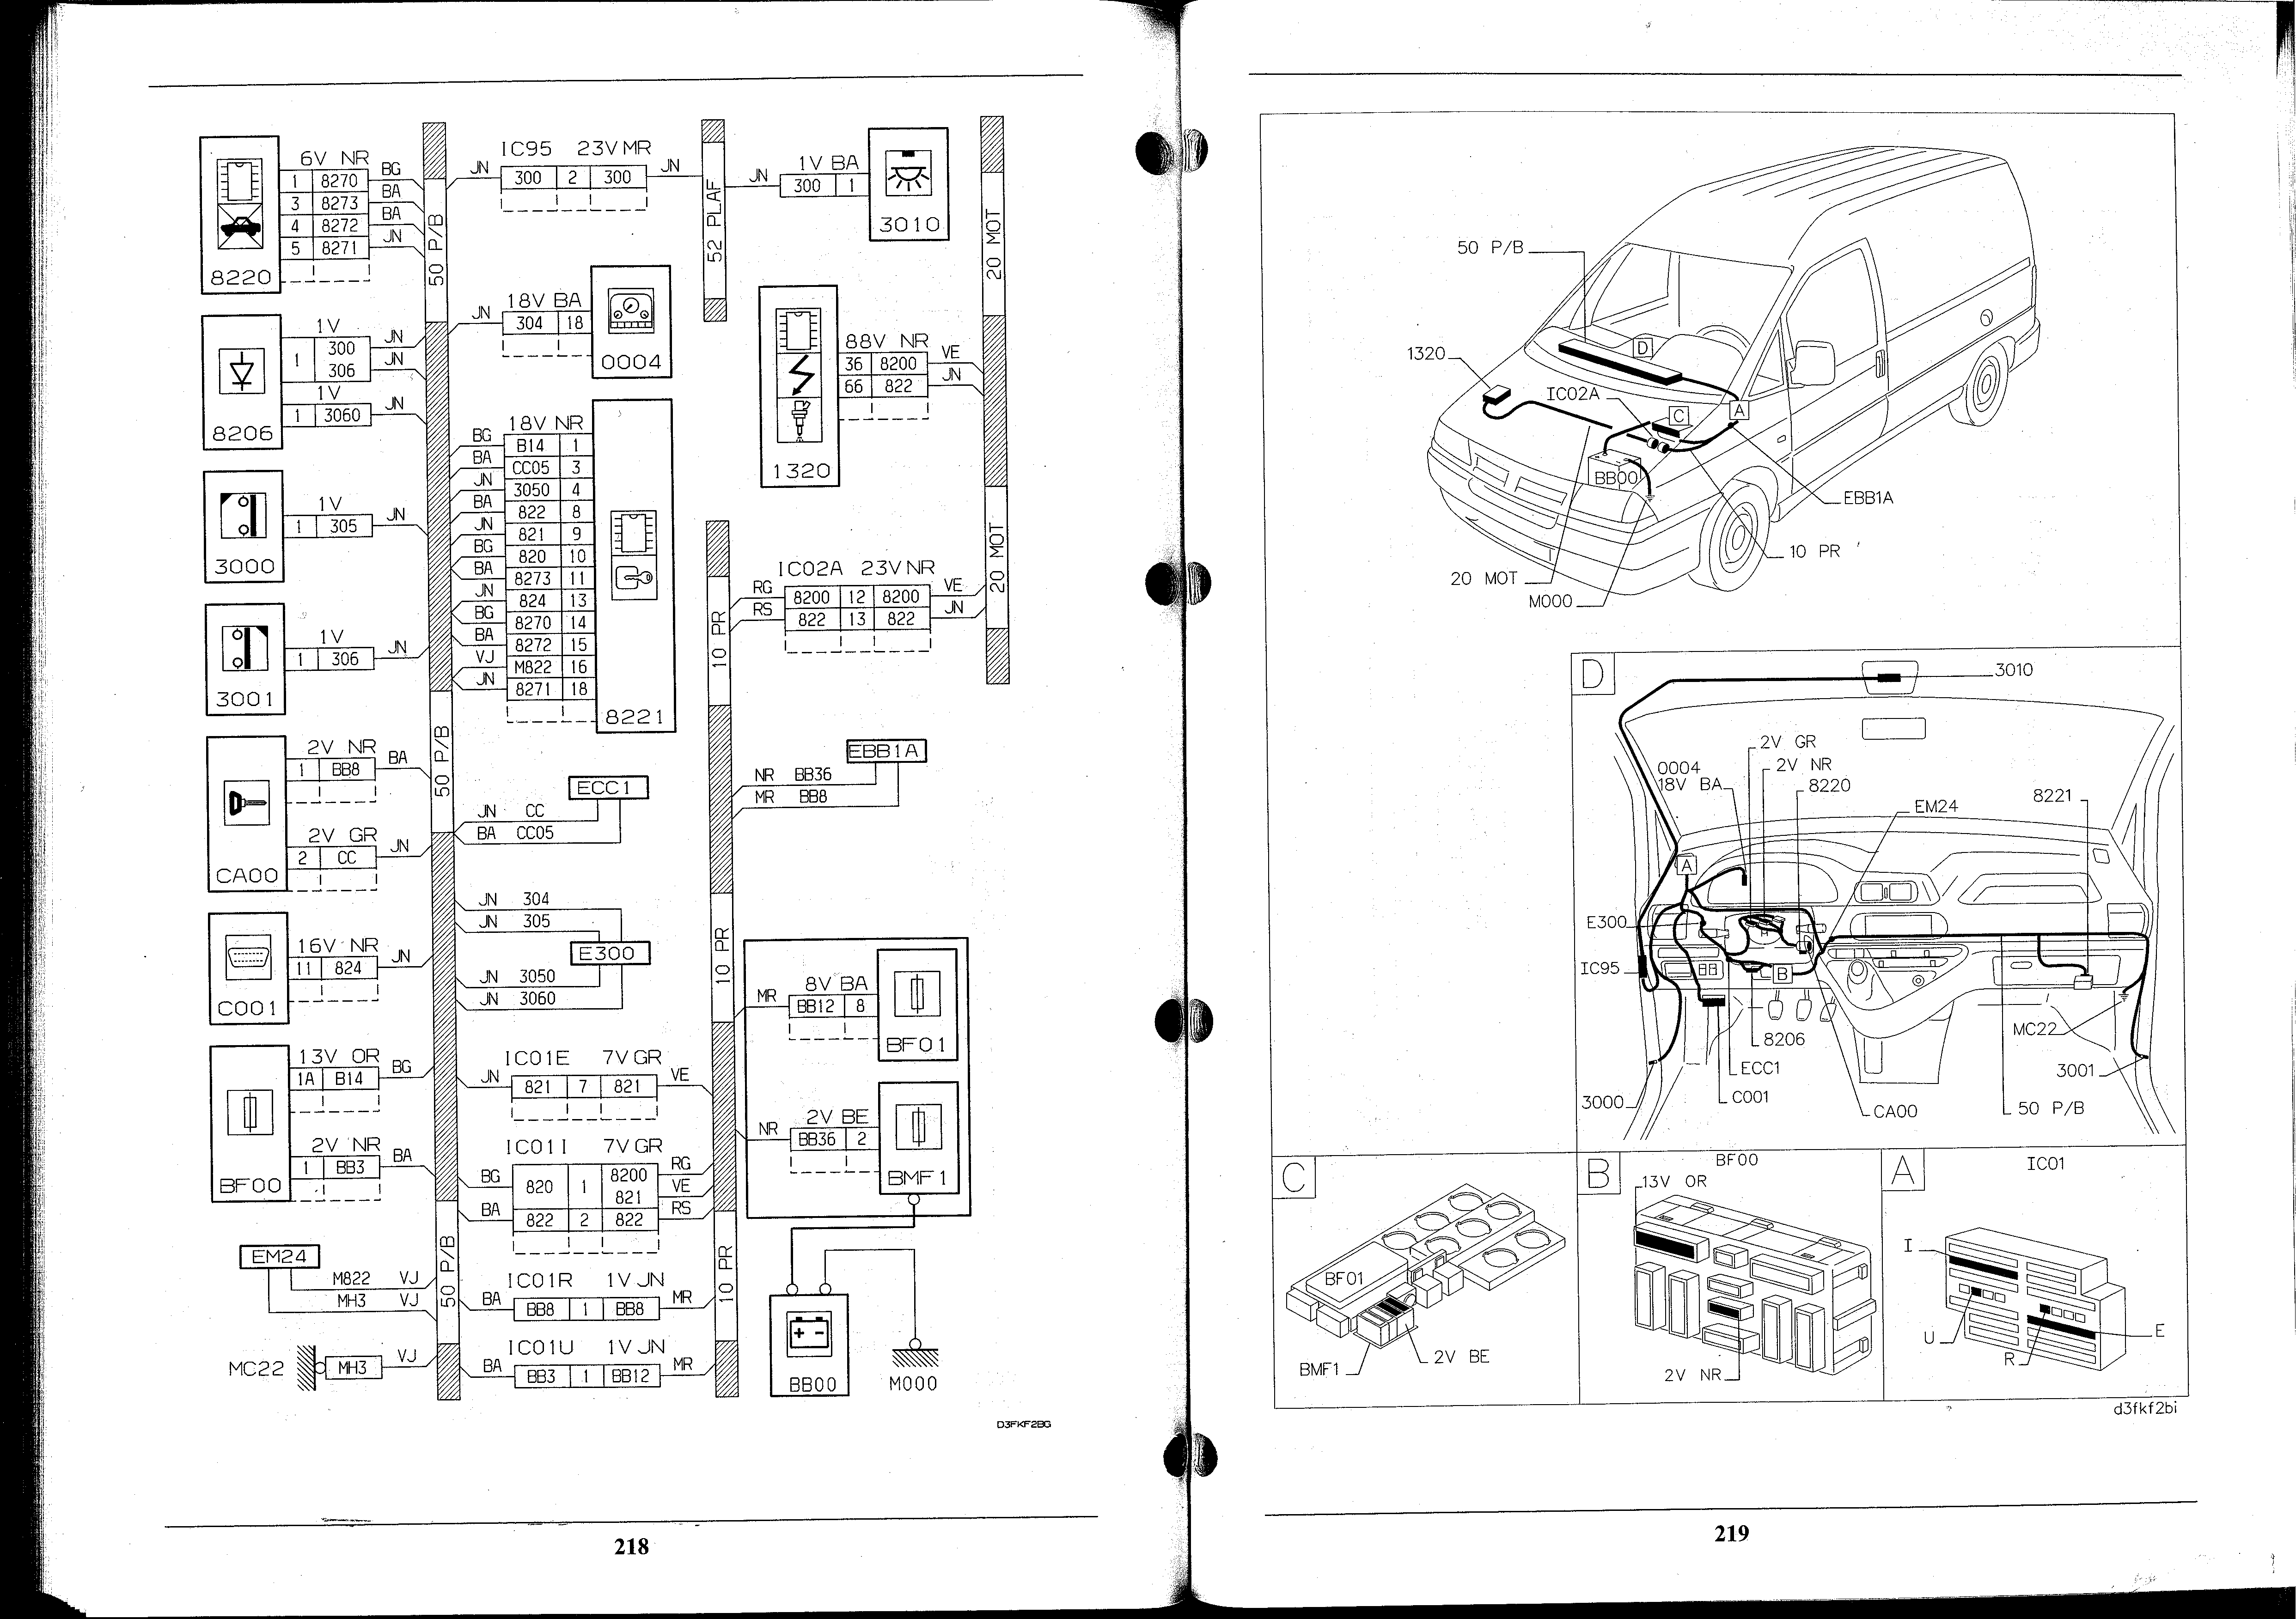 6V NR
1 8270 BG
3 8273 BA
4 8272 BA
5 8271 JN
8220
1V
300 JN
1
306 JN
1V
1 3060 JN
8206
1V
1 305 JN
3000
1V
1 306 JN
3001
2V NR
1 BB8 BA
2V GR
2 CC JN
CA00
16V NR
11 824 JN
C001
13V OR
1A B14 BG
2V NR
1 BB3 BA
BF00
EM24
M822 VJ
MH3 VJ
MC22 MH3 VJ
50 P/B
50 P/B
50 P/B
IC95 23V MR
JN 300 2 300 JN
18V BA
JN 304 18
0004
18V NR
BG B14 1
BA CC05 3
JN 3050 4
BA 822 8
JN 821 9
BG 820 10
BA 8273 11
JN 824 13
BG 8270 14
BA 8272 15
VJ M822 16
JN 8271 18
8221
ECC1
JN CC
BA CC05
JN 304
JN 305
E300
JN 3050
JN 3060
IC01E 7V GR
JN 821 7 821 VE
IC01I 7V GR
BG 820 1 8200 RG
821 VE
BA 822 2 822 RS
IC01R 1V JN
BA BB8 1 BB8 MR
IC01U 1V JN
BA BB3 1 BB12 MR
52 PLAF
1V BA
JN 300 1
3010
88V NR
36 8200 VE
66 822 JN
1320
20 MOT
20 MOT
10 PR
10 PR
10 PR
IC02A 23V NR
RG 8200 12 8200 VE
RS 822 13 822 JN
EBB1A
NR BB36
MR BB8
8V BA
MR BB12 8
BF01
2V BE
NR BB36 2
BMF1
+ -
BB00
M000
D3FKF2BG
218
50 P/B
D
1320
IC02A
C
A
BB00
EBB1A
10 PR
20 MOT
M000
D
3010
2V GR
0004
2V NR
18V BA
8220
EM24
8221
A
E300
IC95
B
MC22
8206
ECC1
3001
C001
3000
CA00
50 P/B
C
BF01
BMF1
2V BE
B
BF00
13V OR
2V NR
A
IC01
I
U
R
E
d3fkf2bi
219